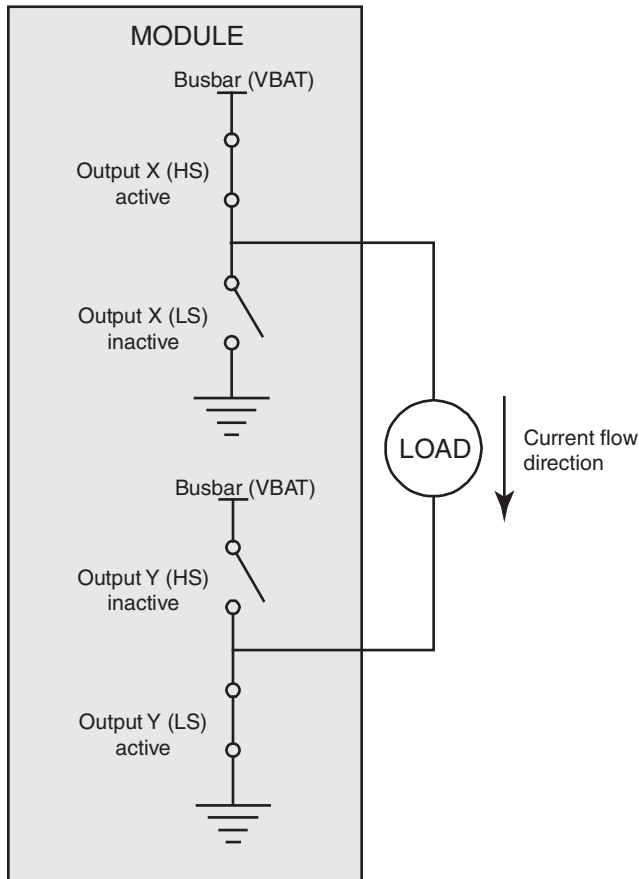 MODULE
Busbar (VBAT)
Output X (HS)
active
Output X (LS)
inactive
LOAD
Current flow
direction
Busbar (VBAT)
Output Y (HS)
inactive
Output Y (LS)
active